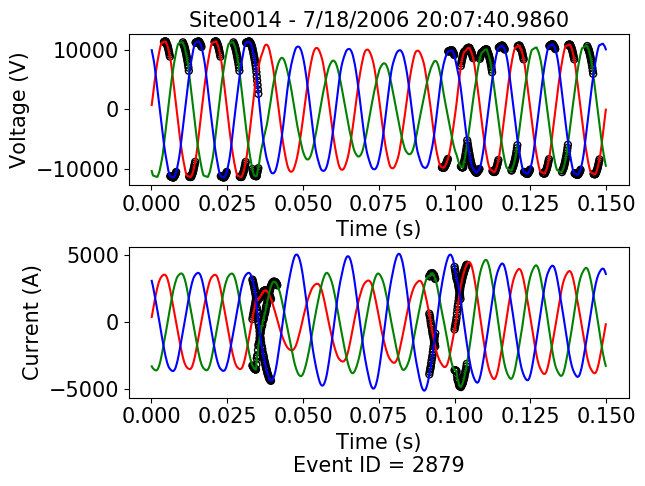 Site0014 - 7/18/2006 20:07:40.9860
Voltage (V)
10000
0
−10000
0.000 0.025 0.050 0.075 0.100 0.125 0.150
Time (s)
Current (A)
5000
0
−5000
0.000 0.025 0.050 0.075 0.100 0.125 0.150
Time (s)
Event ID = 2879